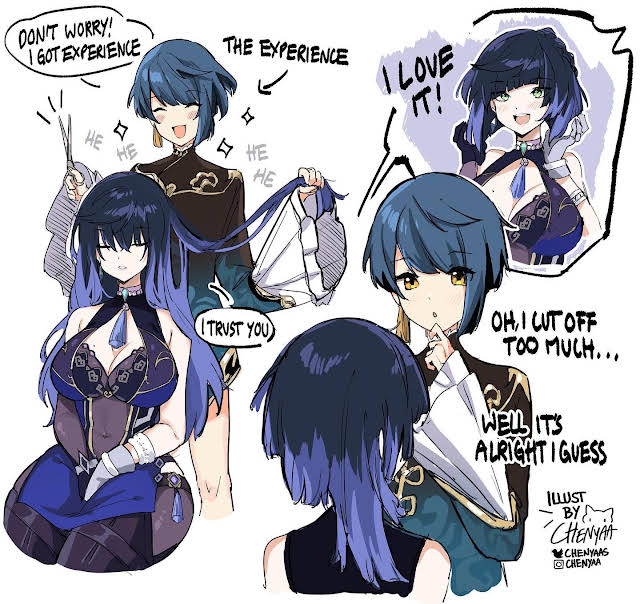 DON'T WORRY!
I GOT EXPERIENCE
THE EXPERIENCE
HE
HE
HE
HE
I TRUST YOU
I LOVE
IT!
OH, I CUT OFF
TOO MUCH...
WELL IT'S
ALRIGHT I GUESS
ILLUST
BY
CHENYAA
CHENYAAS
CHENYAA